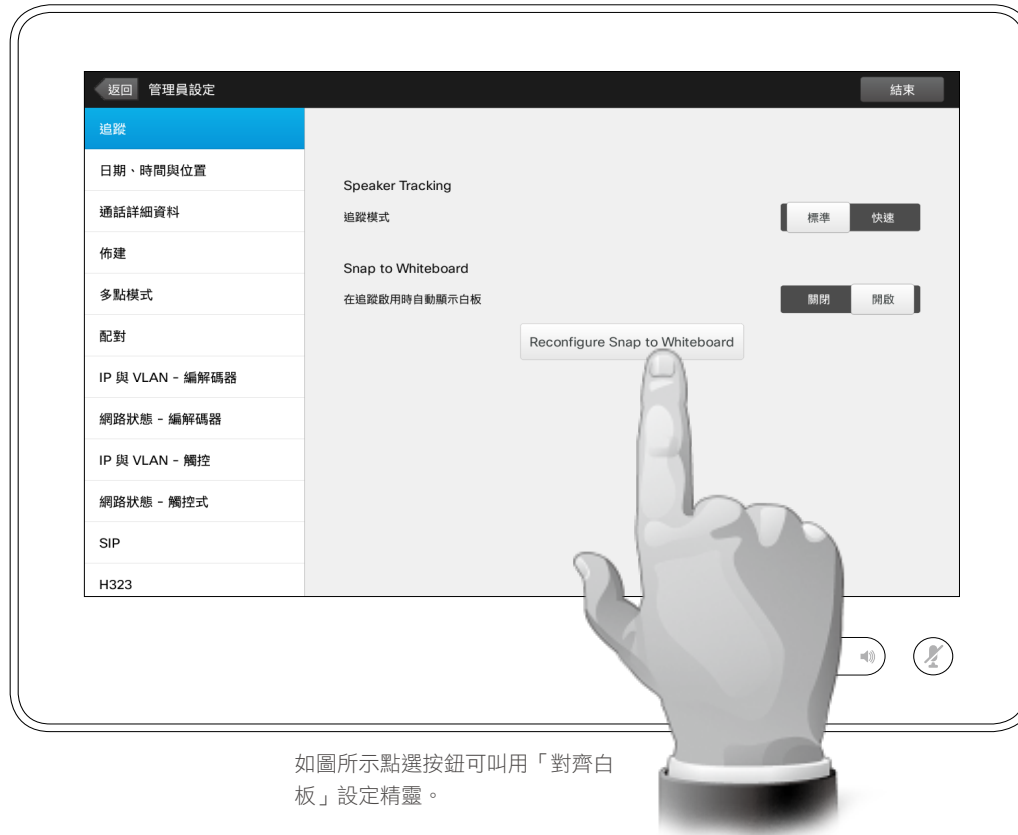 返回 管理員設定 結束
追蹤
日期、時間與位置
通話詳細資料
佈建
多點模式
配對
IP 與 VLAN - 編解碼器
網路狀態 - 編解碼器
IP 與 VLAN - 觸控
網路狀態 - 觸控式
SIP
H323
Speaker Tracking
追蹤模式 標準 快速
Snap to Whiteboard
在追蹤啟用時自動顯示白板 關閉 開啟
Reconfigure Snap to Whiteboard
如圖所示點選按鈕可叫用「對齊白
板」設定精靈。